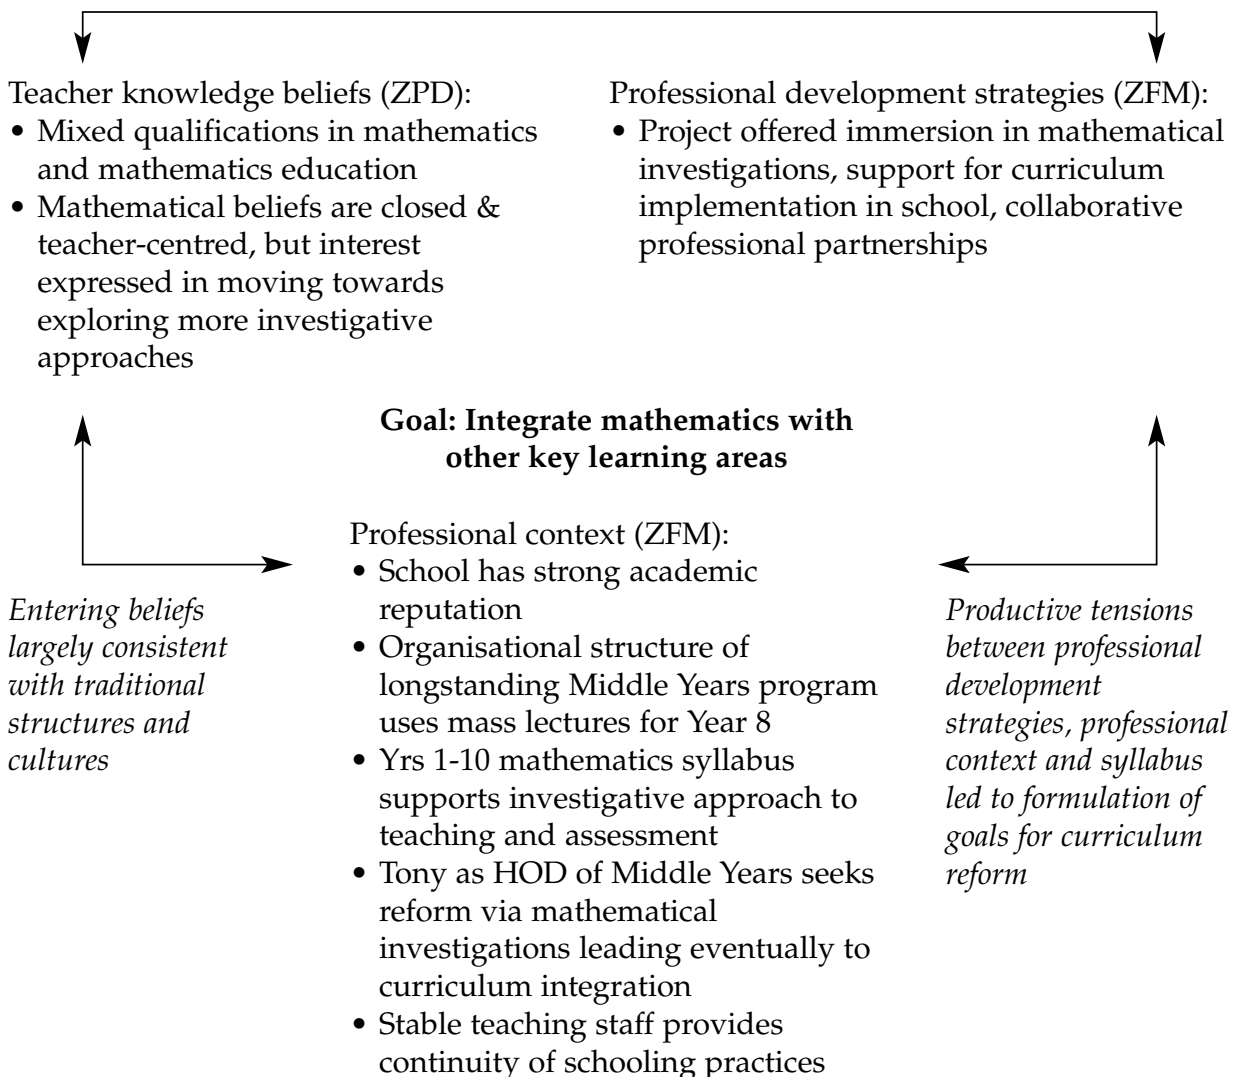 Teacher knowledge beliefs (ZPD):
• Mixed qualifications in mathematics
and mathematics education
• Mathematical beliefs are closed &
teacher-centred, but interest
expressed in moving towards
exploring more investigative
approaches
Professional development strategies (ZFM):
• Project offered immersion in mathematical
investigations, support for curriculum
implementation in school, collaborative
professional partnerships
Goal: Integrate mathematics with
other key learning areas
Professional context (ZFM):
• School has strong academic
reputation
• Organisational structure of
longstanding Middle Years program
uses mass lectures for Year 8
• Yrs 1-10 mathematics syllabus
supports investigative approach to
teaching and assessment
• Tony as HOD of Middle Years seeks
reform via mathematical
investigations leading eventually to
curriculum integration
• Stable teaching staff provides
continuity of schooling practices
Entering beliefs
largely consistent
with traditional
structures and
cultures
Productive tensions
between professional
development
strategies, professional
context and syllabus
led to formulation of
goals for curriculum
reform